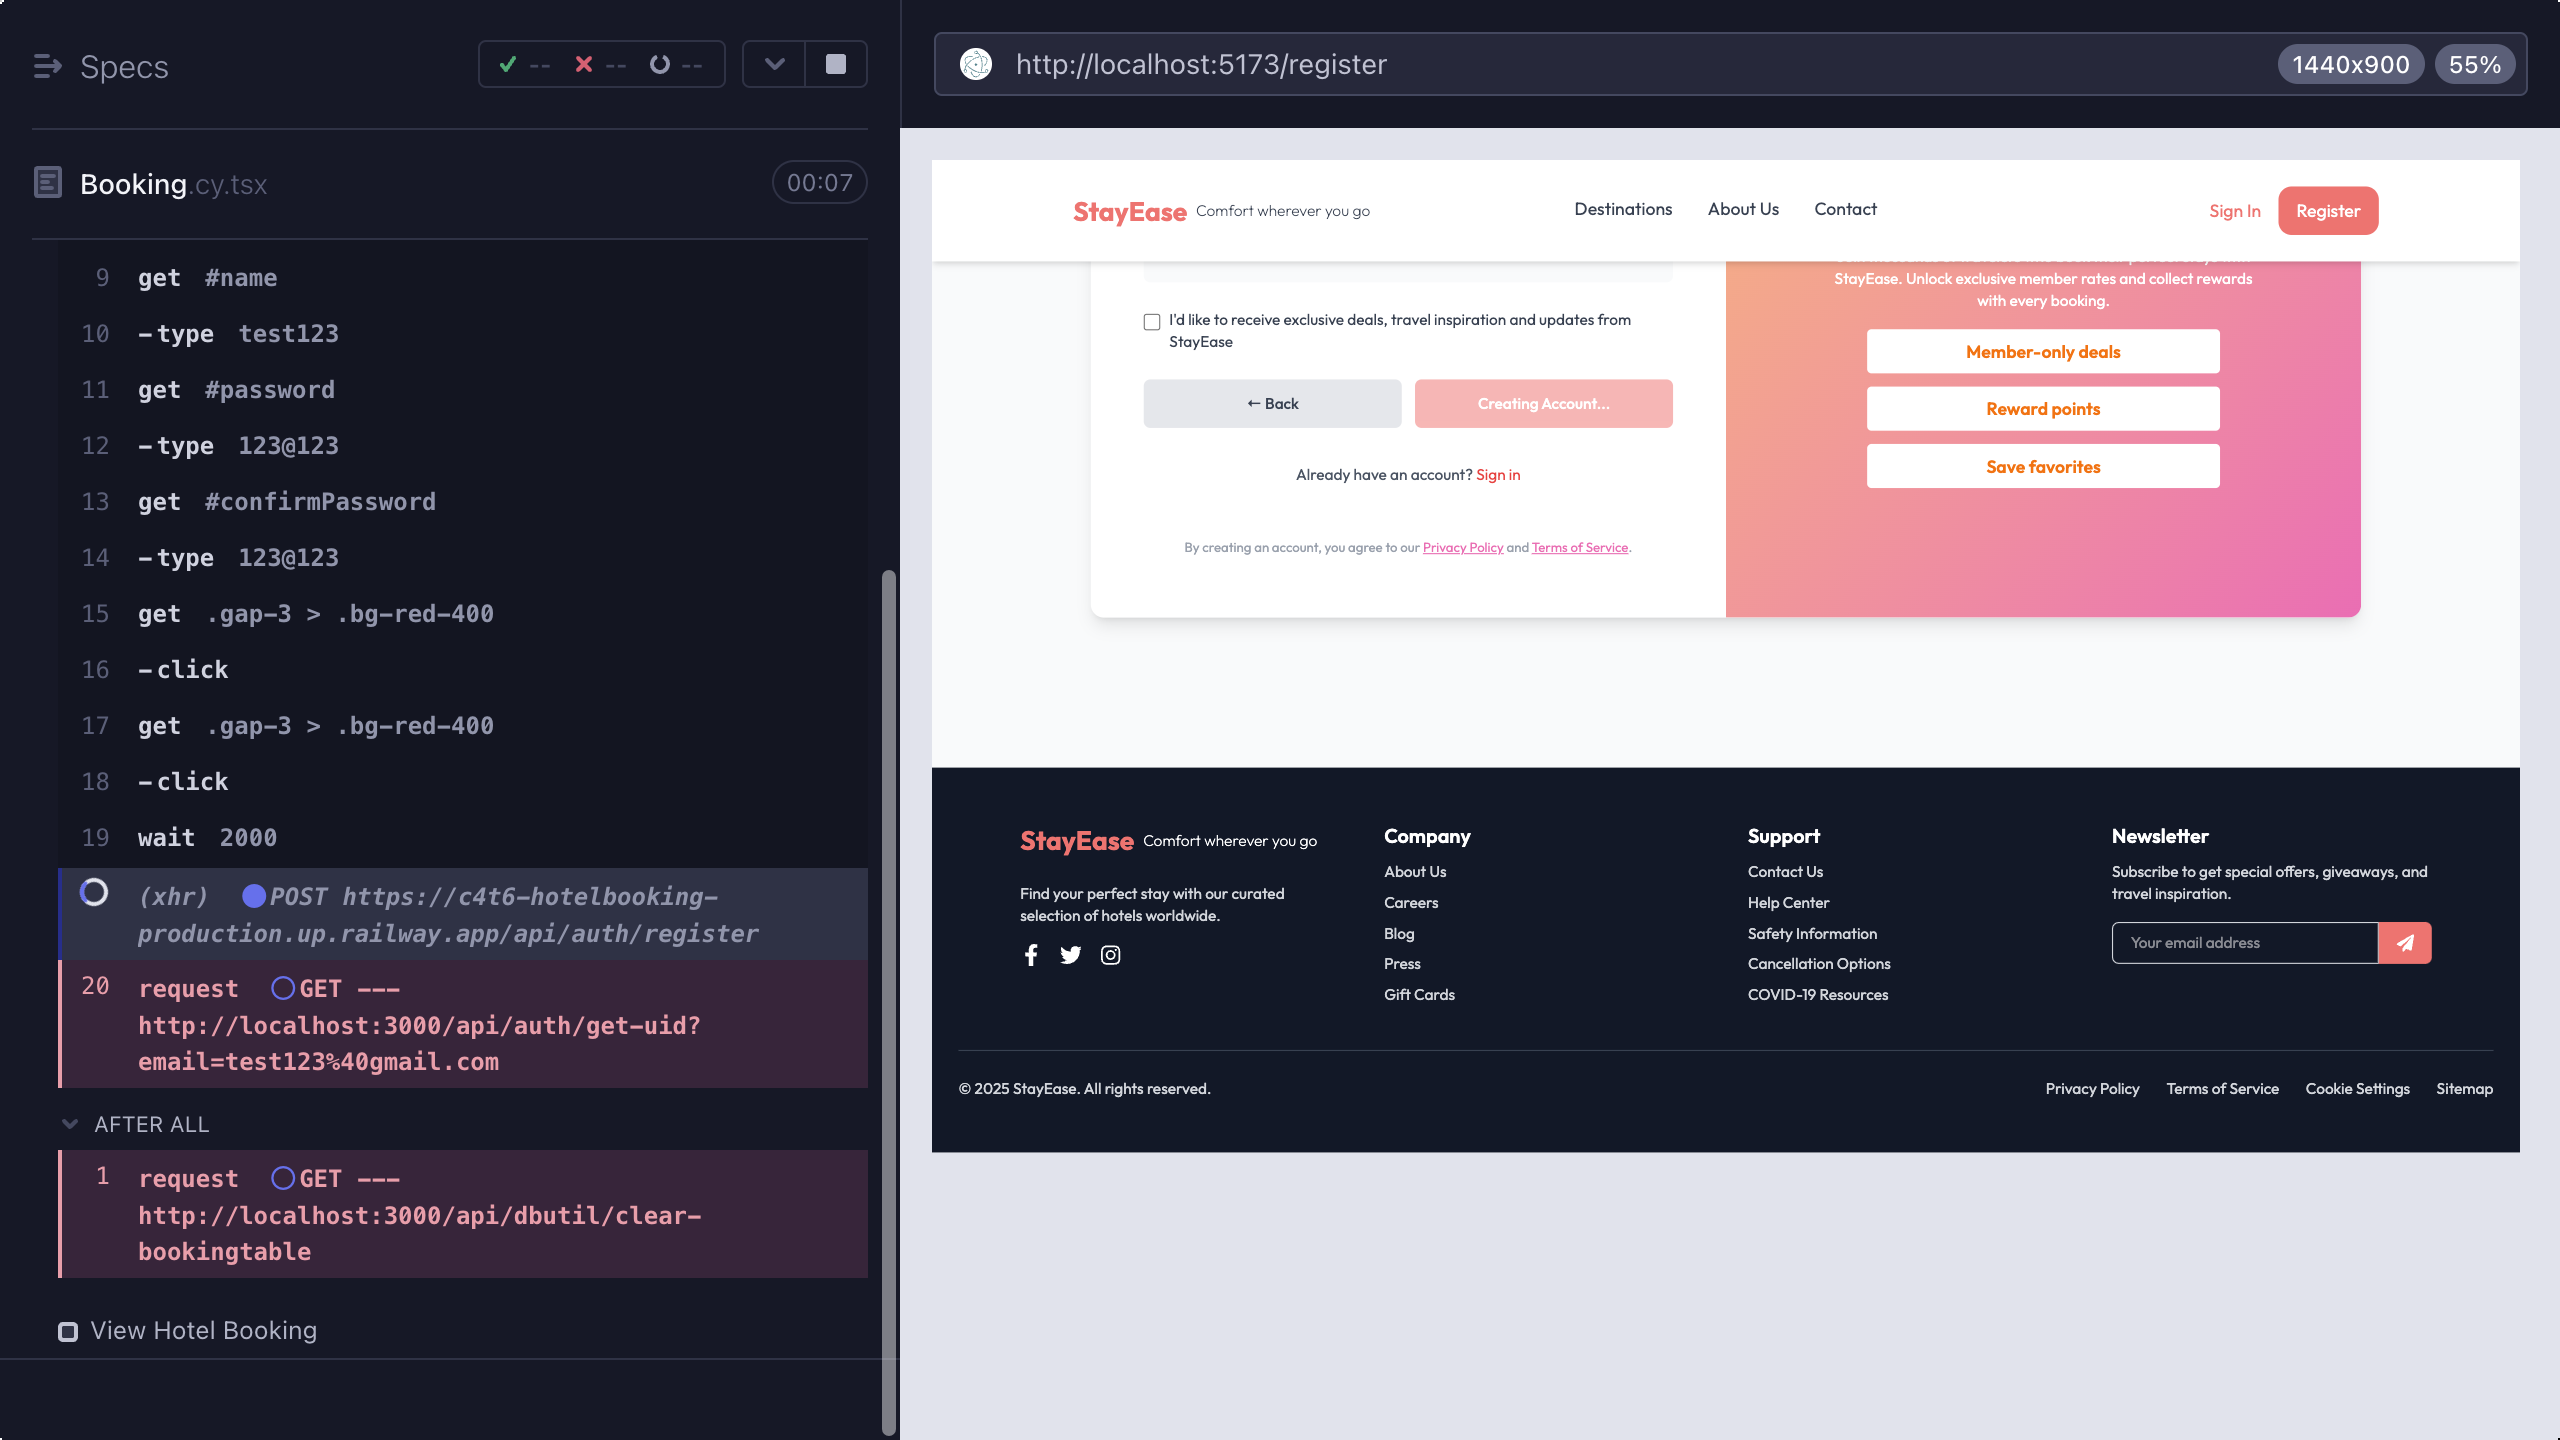 Specs
-- -- --
Booking.cy.tsx
00:07
9 get #name
10 -type test123
11 get #password
12 -type 123@123
13 get #confirmPassword
14 -type 123@123
15 get .gap-3 > .bg-red-400
16 -click
17 get .gap-3 > .bg-red-400
18 -click
19 wait 2000
(xhr) POST https://c4t6-hotelbooking-
production.up.railway.app/api/auth/register
20 request GET ---
http://localhost:3000/api/auth/get-uid?
email=test123%40gmail.com
AFTER ALL
1 request GET ---
http://localhost:3000/api/dbutil/clear-
bookingtable
View Hotel Booking
http://localhost:5173/register
1440x900 55%
StayEase Comfort wherever you go
Destinations About Us Contact
Sign In Register
StayEase. Unlock exclusive member rates and collect rewards
with every booking.
I'd like to receive exclusive deals, travel inspiration and updates from
StayEase
Member-only deals
Reward points
Save favorites
← Back
Creating Account...
Already have an account? Sign in
By creating an account, you agree to our Privacy Policy and Terms of Service.
StayEase Comfort wherever you go
Find your perfect stay with our curated
selection of hotels worldwide.
Company
About Us
Careers
Blog
Press
Gift Cards
Support
Contact Us
Help Center
Safety Information
Cancellation Options
COVID-19 Resources
Newsletter
Subscribe to get special offers, giveaways, and
travel inspiration.
Your email address
© 2025 StayEase. All rights reserved.
Privacy Policy Terms of Service Cookie Settings Sitemap